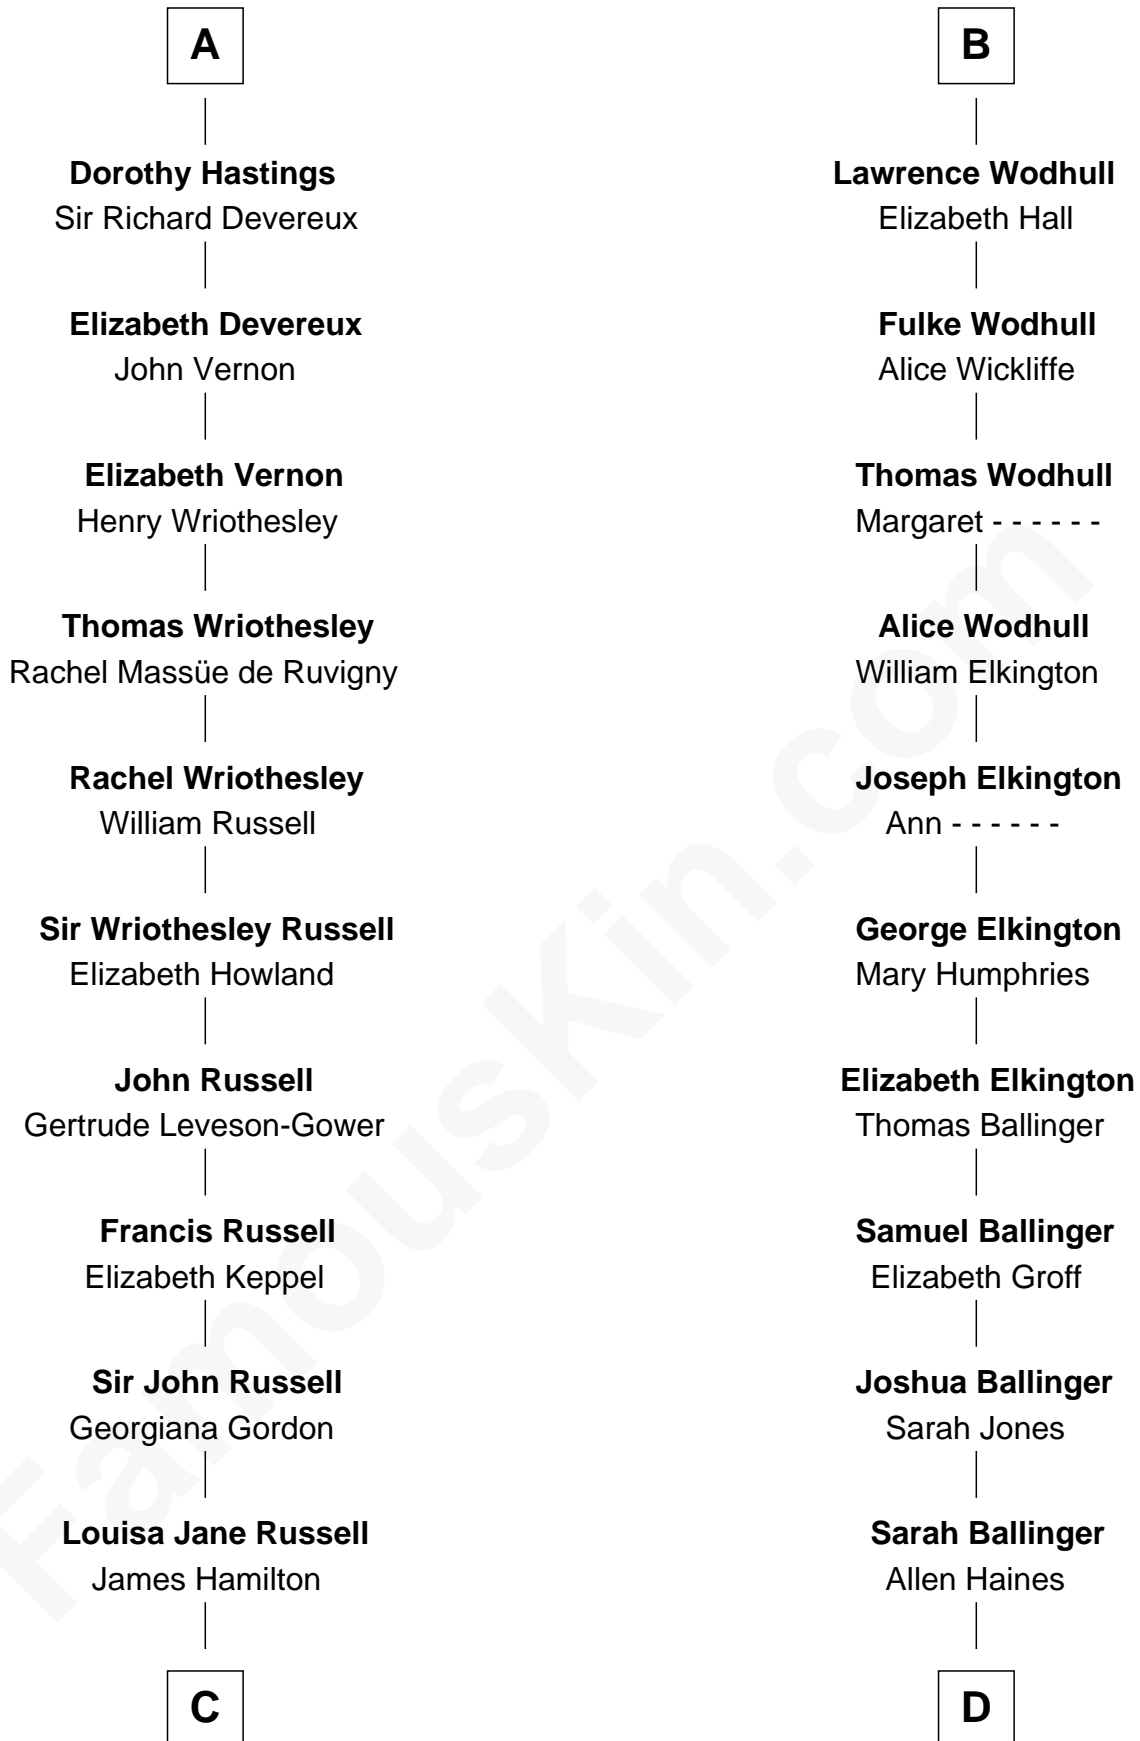 A
Dorothy Hastings
Sir Richard Devereux
Elizabeth Devereux
John Vernon
Elizabeth Vernon
Henry Wriothesley
Thomas Wriothesley
Rachel Massüe de Ruvigny
Rachel Wriothesley
William Russell
Sir Wriothesley Russell
Elizabeth Howland
John Russell
Gertrude Leveson-Gower
Francis Russell
Elizabeth Keppel
Sir John Russell
Georgiana Gordon
Louisa Jane Russell
James Hamilton
C
B
Lawrence Wodhull
Elizabeth Hall
Fulke Wodhull
Alice Wickliffe
Thomas Wodhull
Margaret - - - - - -
Alice Wodhull
William Elkington
Joseph Elkington
Ann - - - - - -
George Elkington
Mary Humphries
Elizabeth Elkington
Thomas Ballinger
Samuel Ballinger
Elizabeth Groff
Joshua Ballinger
Sarah Jones
Sarah Ballinger
Allen Haines
D
FamousKin.com